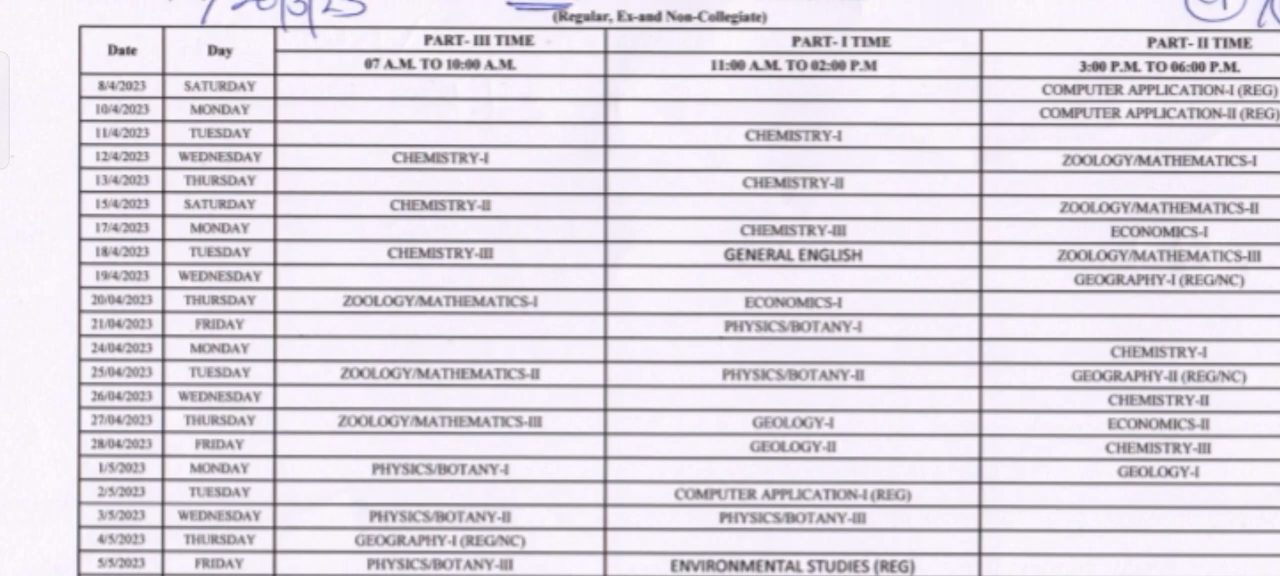 (Regular, Ex-and Non-Collegiate)
Date Day PART- III TIME PART- I TIME PART- II TIME
07 A.M. TO 10:00 A.M. 11:00 A.M. TO 02:00 P.M 3:00 P.M. TO 06:00 P.M.
8/4/2023 SATURDAY COMPUTER APPLICATION-I (REG)
10/4/2023 MONDAY COMPUTER APPLICATION-II (REG)
11/4/2023 TUESDAY CHEMISTRY-I
12/4/2023 WEDNESDAY CHEMISTRY-I ZOOLOGY/MATHEMATICS-I
13/4/2023 THURSDAY CHEMISTRY-II
15/4/2023 SATURDAY CHEMISTRY-II ZOOLOGY/MATHEMATICS-II
17/4/2023 MONDAY CHEMISTRY-III ECONOMICS-I
18/4/2023 TUESDAY CHEMISTRY-III GENERAL ENGLISH ZOOLOGY/MATHEMATICS-III
19/4/2023 WEDNESDAY GEOGRAPHY-I (REG/NC)
20/04/2023 THURSDAY ZOOLOGY/MATHEMATICS-I ECONOMICS-I
21/04/2023 FRIDAY PHYSICS/BOTANY-I
24/04/2023 MONDAY CHEMISTRY-I
25/04/2023 TUESDAY ZOOLOGY/MATHEMATICS-II PHYSICS/BOTANY-II GEOGRAPHY-II (REG/NC)
26/04/2023 WEDNESDAY CHEMISTRY-II
27/04/2023 THURSDAY ZOOLOGY/MATHEMATICS-III GEOLOGY-I ECONOMICS-II
28/04/2023 FRIDAY GEOLOGY-II CHEMISTRY-III
1/5/2023 MONDAY PHYSICS/BOTANY-I GEOLOGY-I
2/5/2023 TUESDAY COMPUTER APPLICATION-I (REG)
3/5/2023 WEDNESDAY PHYSICS/BOTANY-II PHYSICS/BOTANY-III
4/5/2023 THURSDAY GEOGRAPHY-I (REG/NC)
5/5/2023 FRIDAY PHYSICS/BOTANY-III ENVIRONMENTAL STUDIES (REG)